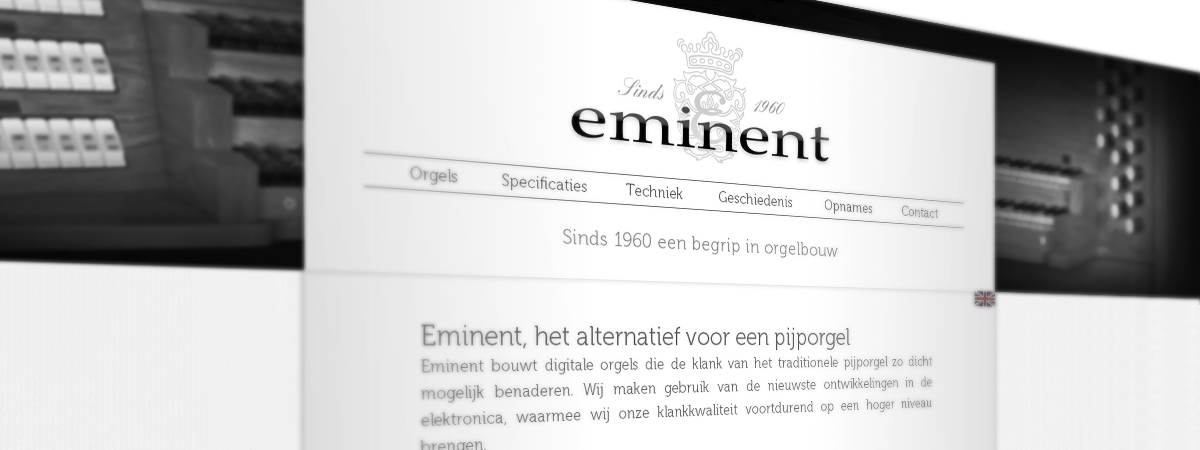 Sinds 1960
eminent
Orgels Specificaties Techniek Geschiedenis Opnames Contact
Sinds 1960 een begrip in orgelbouw
Eminent, het alternatief voor een pijporgel
Eminent bouwt digitale orgels die de klank van het traditionele pijporgel zo dicht
mogelijk benaderen. Wij maken gebruik van de nieuwste ontwikkelingen in de
elektronica, waarmee wij onze klankkwaliteit voortdurend op een hoger niveau
brengen.